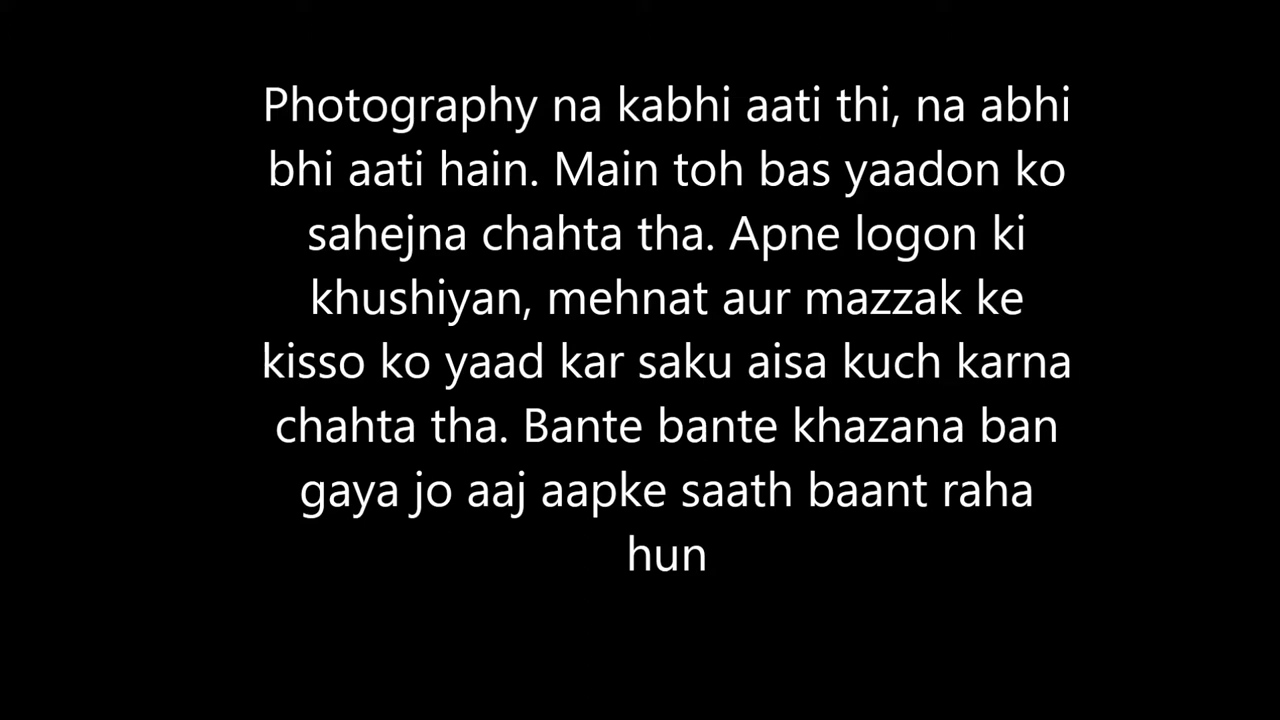 Photography na kabhi aati thi, na abhi
bhi aati hain. Main toh bas yaadon ko
sahejna chahta tha. Apne logon ki
khushiyan, mehnat aur mazzak ke
kisso ko yaad kar saku aisa kuch karna
chahta tha. Bante bante khazana ban
gaya jo aaj aapke saath baant raha
hun